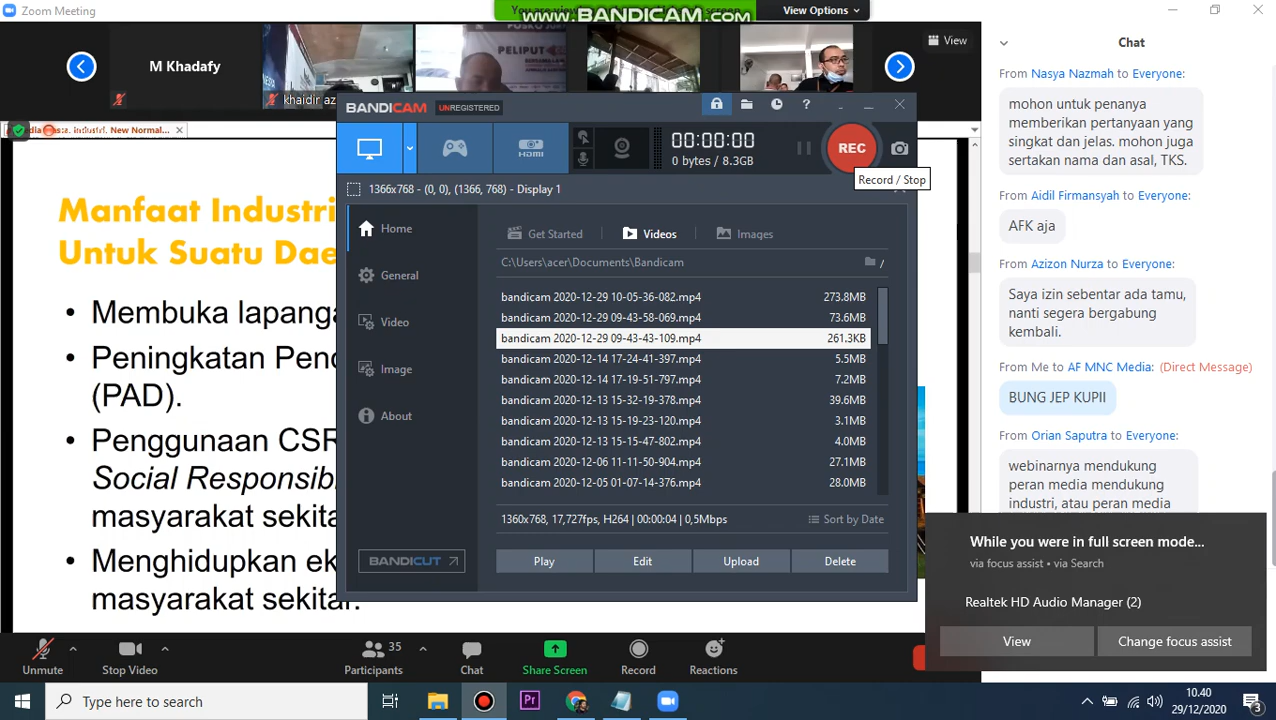 Zoom Meeting
WWW.BANDICAM.COM
View Options
M Khadafy
khaidir az
PELIPUT
View
BANDICAM UNREGISTERED
HDMI
00:00:00
0 bytes / 8.3GB
REC
Record / Stop
1366x768 - (0, 0), (1366, 768) - Display 1
Home
General
Video
Image
About
BANDICUT
Get Started
Videos
Images
C:\Users\acer\Documents\Bandicam
/
bandicam 2020-12-29 10-05-36-082.mp4 273.8MB
bandicam 2020-12-29 09-43-58-069.mp4 73.6MB
bandicam 2020-12-29 09-43-43-109.mp4 261.3KB
bandicam 2020-12-14 17-24-41-397.mp4 5.5MB
bandicam 2020-12-14 17-19-51-797.mp4 7.2MB
bandicam 2020-12-13 15-32-19-378.mp4 39.6MB
bandicam 2020-12-13 15-19-23-120.mp4 3.1MB
bandicam 2020-12-13 15-15-47-802.mp4 4.0MB
bandicam 2020-12-06 11-11-50-904.mp4 27.1MB
bandicam 2020-12-05 01-07-14-376.mp4 28.0MB
1360x768, 17,727fps, H264 | 00:00:04 | 0,5Mbps
Sort by Date
Play
Edit
Upload
Delete
Industri. New Normal...
Manfaat Industri
Untuk Suatu Dae
• Membuka lapanga
• Peningkatan Pend
(PAD).
• Penggunaan CSR
Social Responsib
masyarakat sekita
• Menghidupkan ek
masyarakat sekitar.
Chat
From Nasya Nazmah to Everyone:
mohon untuk penanya
memberikan pertanyaan yang
singkat dan jelas. mohon juga
sertakan nama dan asal, TKS.
From Aidil Firmansyah to Everyone:
AFK aja
From Azizon Nurza to Everyone:
Saya izin sebentar ada tamu,
nanti segera bergabung
kembali.
From Me to AF MNC Media: (Direct Message)
BUNG JEP KUPII
From Orian Saputra to Everyone:
webinarnya mendukung
peran media mendukung
industri, atau peran media
While you were in full screen mode...
via focus assist • via Search
Realtek HD Audio Manager (2)
View
Change focus assist
Unmute
Stop Video
35
Participants
Chat
Share Screen
Record
Reactions
Type here to search
Pr
10.40
29/12/2020
3